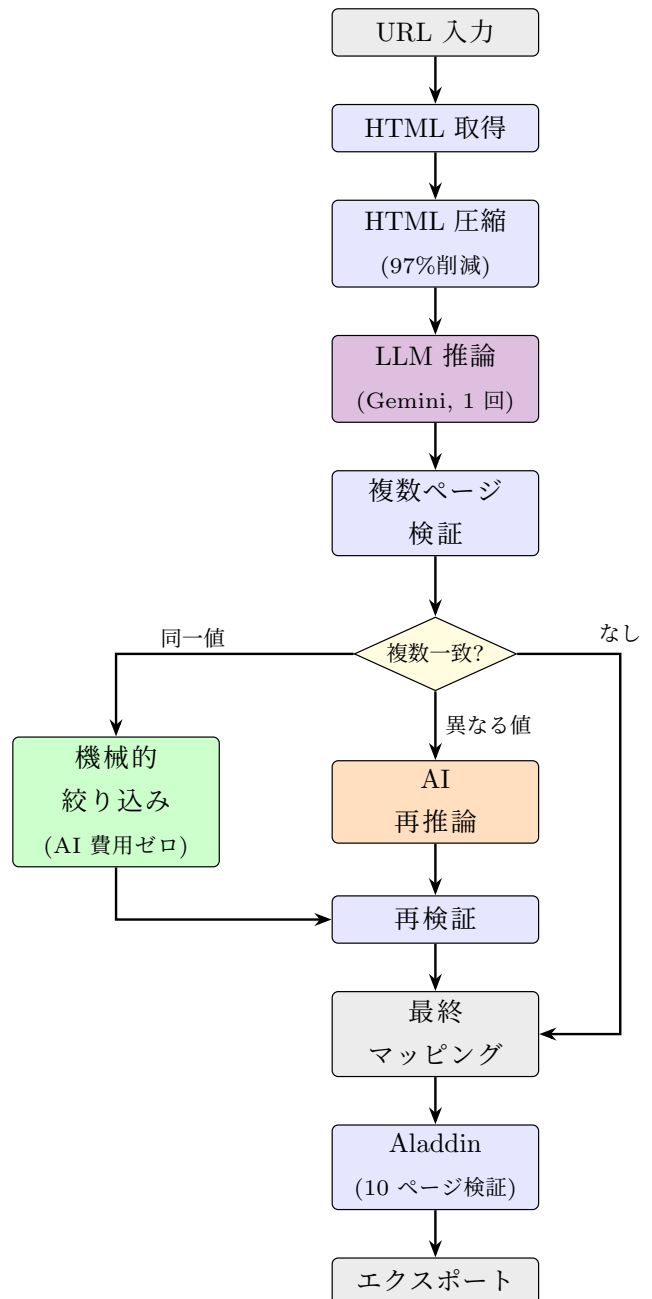 URL 入力
HTML 取得
HTML 圧縮
(97%削減)
LLM 推論
(Gemini, 1 回)
複数ページ
検証
複数一致?
同一値
なし
異なる値
機械的
絞り込み
(AI 費用ゼロ)
AI
再推論
再検証
最終
マッピング
Aladdin
(10 ページ検証)
エクスポート